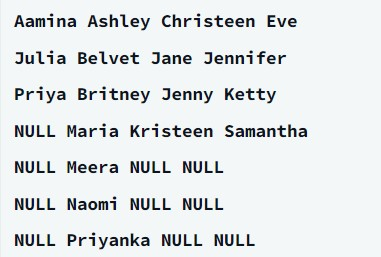 Aamina Ashley Christeen Eve
Julia Belvet Jane Jennifer
Priya Britney Jenny Ketty
NULL Maria Kristeen Samantha
NULL Meera NULL NULL
NULL Naomi NULL NULL
NULL Priyanka NULL NULL